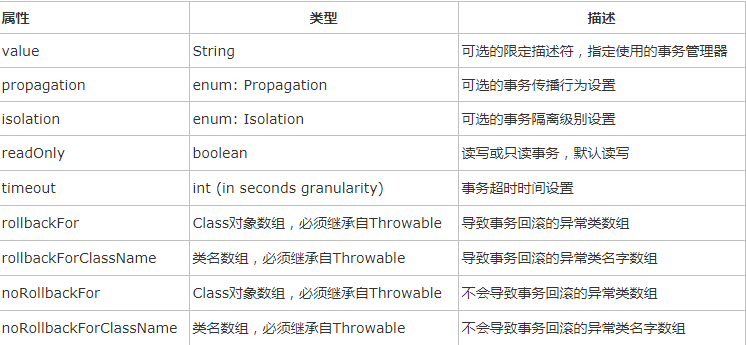 属性 类型 描述
value String 可选的限定描述符，指定使用的事务管理器
propagation enum: Propagation 可选的事务传播行为设置
isolation enum: Isolation 可选的事务隔离级别设置
readOnly boolean 读写或只读事务，默认读写
timeout int (in seconds granularity) 事务超时时间设置
rollbackFor Class对象数组，必须继承自Throwable 导致事务回滚的异常类数组
rollbackForClassName 类名数组，必须继承自Throwable 导致事务回滚的异常类名字数组
noRollbackFor Class对象数组，必须继承自Throwable 不会导致事务回滚的异常类数组
noRollbackForClassName 类名数组，必须继承自Throwable 不会导致事务回滚的异常类名字数组